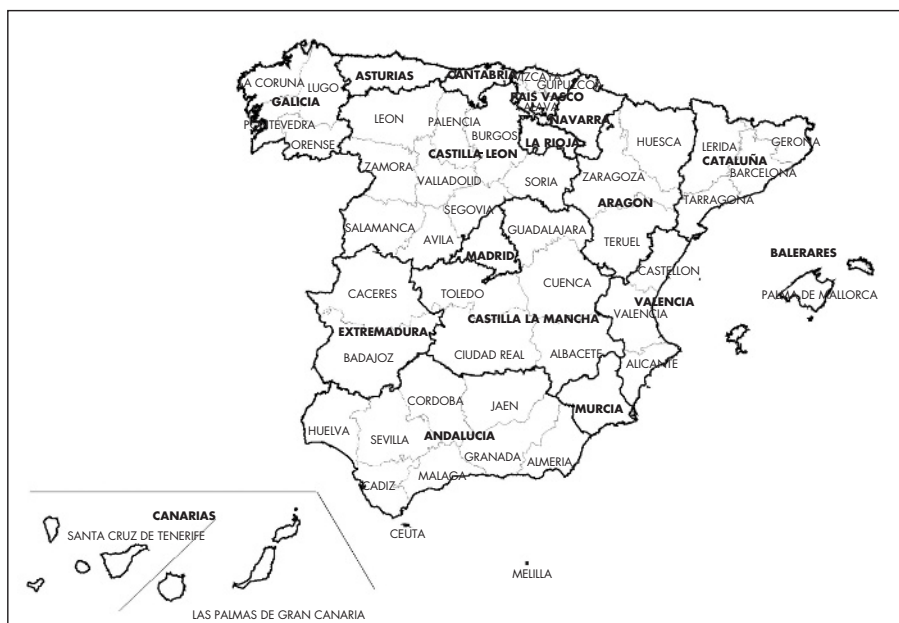 ASTURIAS
CANTABRIA
VIZCAYA
GUIPUZCOA
A CORUNA
LUGO
PAIS VASCO
ALAVA
GALICIA
LEON
PALENCIA
NAVARRA
PONTEVEDRA
BURGOS
ORENSE
LA RIOJA
HUESCA
LERIDA
GERONA
CASTILLA LEON
CATALUÑA
ZAMORA
VALLADOLID
SORIA
ZARAGOZA
BARCELONA
TARRAGONA
ARAGON
SEGOVIA
SALAMANCA
GUADALAJARA
AVILA
TERUEL
MADRID
BALERARES
CASTELLON
CUENCA
CACERES
TOLEDO
PALMA DE MALLORCA
VALENCIA
VALENCIA
CASTILLA LA MANCHA
EXTREMADURA
BADAJOZ
CIUDAD REAL
ALBACETE
ALICANTE
CORDOBA
JAEN
MURCIA
HUELVA
SEVILLA
ANDALUCIA
GRANADA
ALMERIA
MALAGA
CADIZ
CANARIAS
CEUTA
SANTA CRUZ DE TENERIFE
MELILLA
LAS PALMAS DE GRAN CANARIA